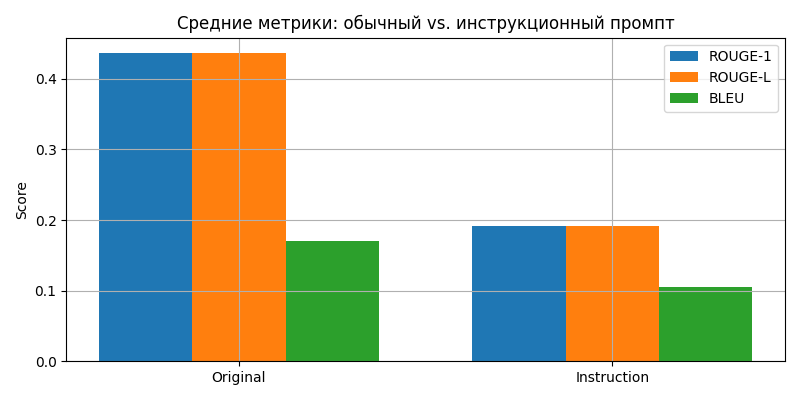 Средние метрики: обычный vs. инструкционный промпт
ROUGE-1
ROUGE-L
BLEU
Score
0.4
0.3
0.2
0.1
0.0
Original
Instruction